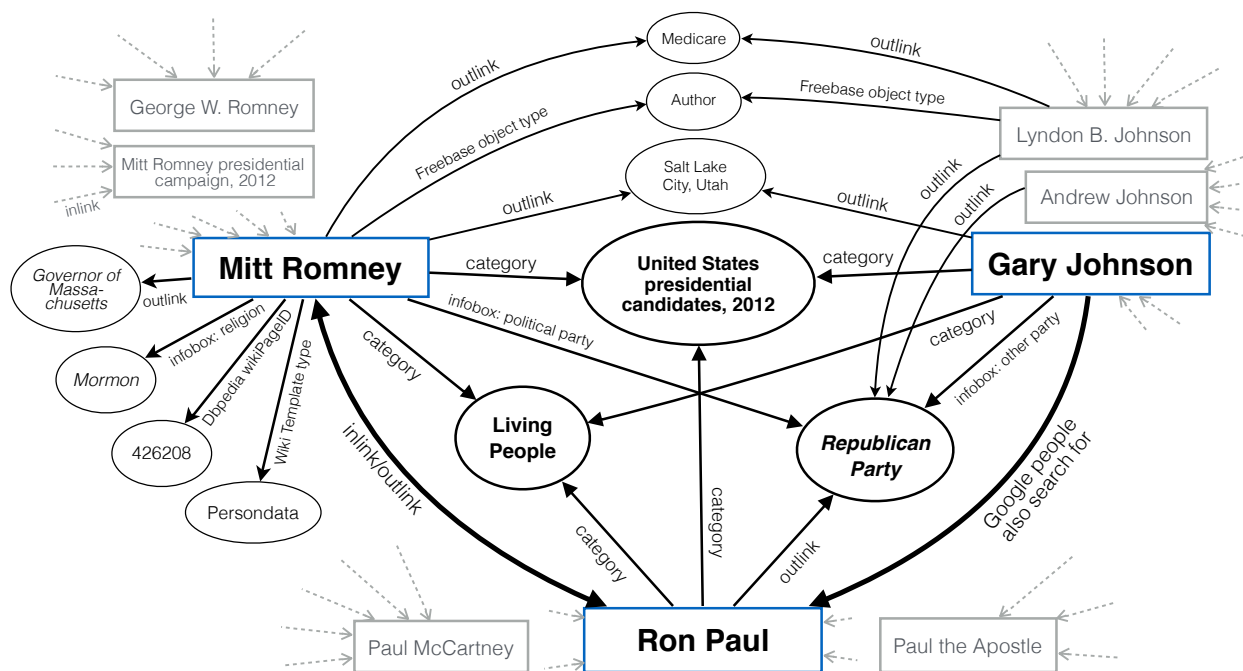 Medicare
outlink
outlink
George W. Romney
Author
Freebase object type
Freebase object type
Lyndon B. Johnson
Mitt Romney presidential
campaign, 2012
inlink
Salt Lake
City, Utah
outlink
outlink
outlink
outlink
Andrew Johnson
Mitt Romney
category
United States
presidential
candidates, 2012
category
Gary Johnson
Governor of
Massa-
chusetts
outlink
infobox: religion
Dbpedia wikiPageID
Wiki Template type
category
infobox: political party
category
infobox: other party
Mormon
426208
Persondata
Living
People
Republican
Party
inlink/outlink
category
category
outlink
Google people
also search for
Paul McCartney
Ron Paul
Paul the Apostle